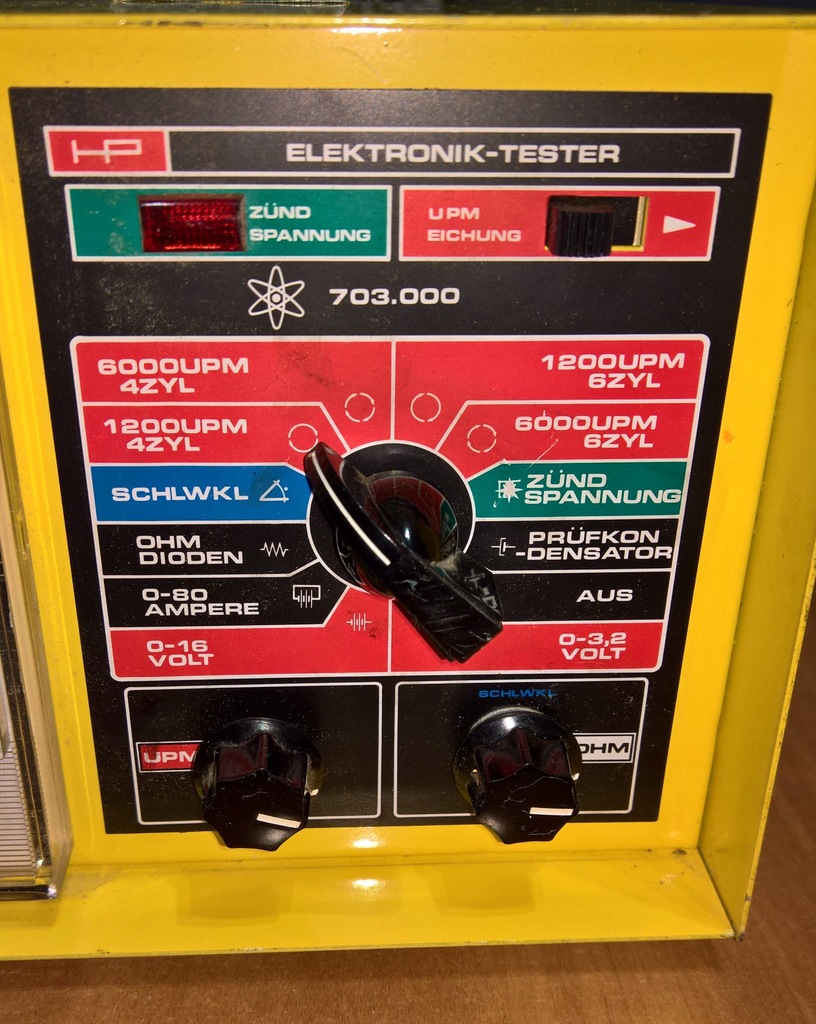 HP
ELEKTRONIK-TESTER
ZÜND
SPANNUNG
UPM
EICHUNG
703.000
6000UPM
4ZYL
1200UPM
6ZYL
1200UPM
4ZYL
6000UPM
6ZYL
SCHLWKL
ZÜND
SPANNUNG
OHM
DIODEN
PRÜFKON
-DENSATOR
0-80
AMPERE
AUS
0-16
VOLT
0-3,2
VOLT
SCHLWKL
UPM
OHM